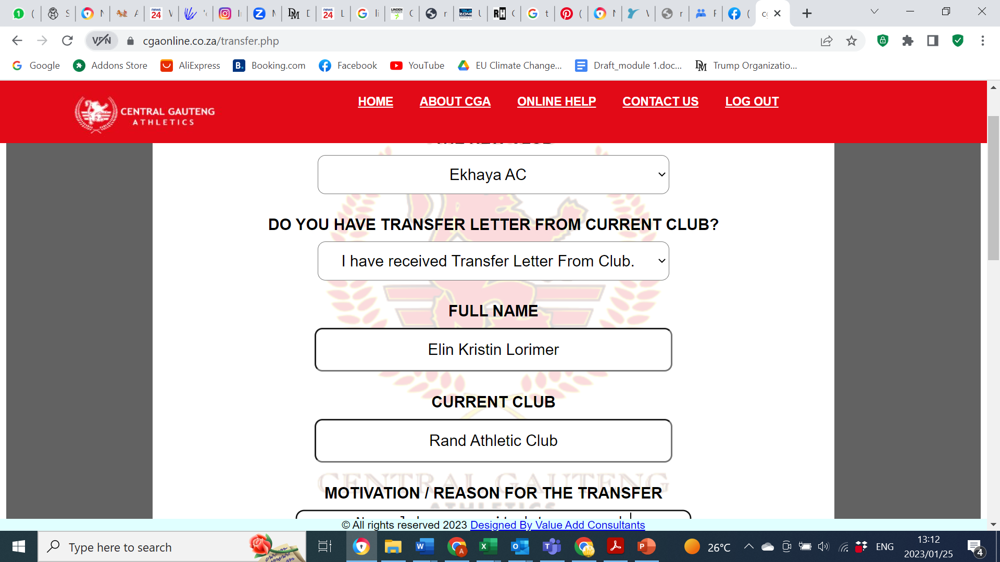 cgaonline.co.za/transfer.php
Google
Addons Store
AliExpress
Booking.com
Facebook
YouTube
EU Climate Change...
Draft_module 1.doc...
Trump Organizatio...
CENTRAL GAUTENG
ATHLETICS
HOME
ABOUT CGA
ONLINE HELP
CONTACT US
LOG OUT
Ekhaya AC
DO YOU HAVE TRANSFER LETTER FROM CURRENT CLUB?
I have received Transfer Letter From Club.
FULL NAME
Elin Kristin Lorimer
CURRENT CLUB
Rand Athletic Club
CENTRAL GAUTENG
MOTIVATION / REASON FOR THE TRANSFER
ATHLETICS
© All rights reserved 2023 Designed By Value Add Consultants
Type here to search
26°C
ENG
13:12
2023/01/25
4